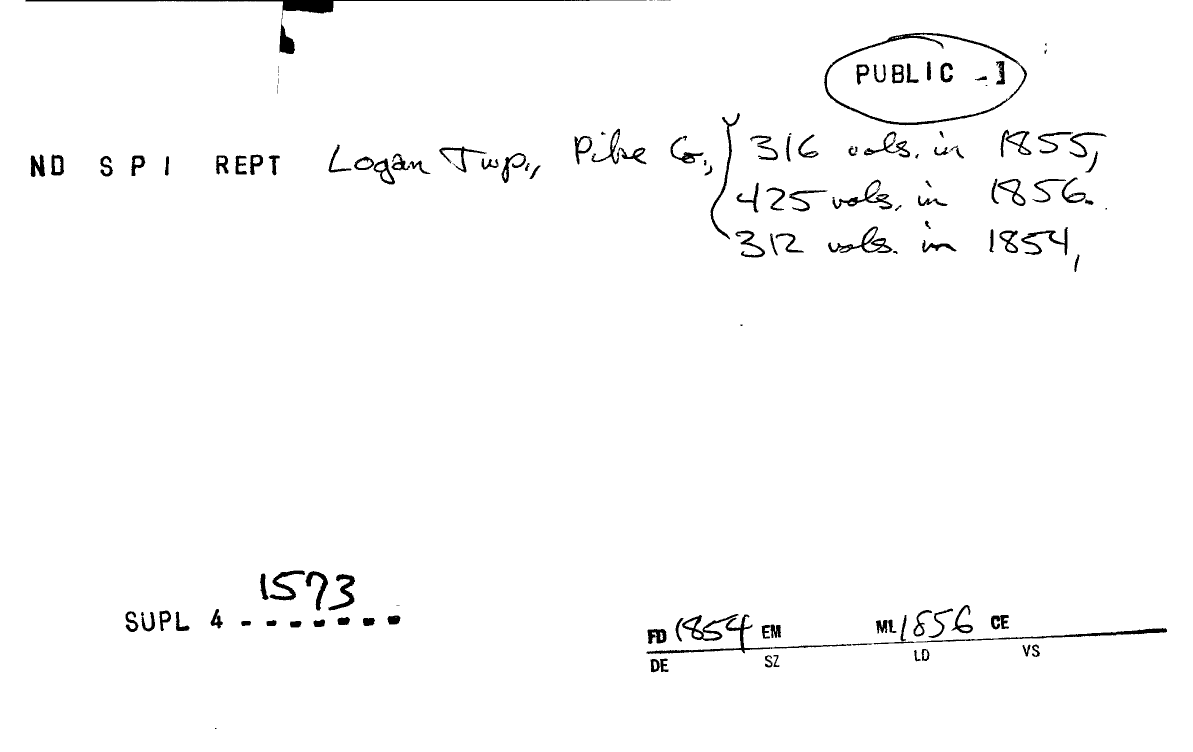 PUBLIC - 1
ND S P I REPT Logan Twp., Pike Co., 316 vols. in 1855,
425 vols. in 1856.
312 vols. in 1854,
1573
SUPL 4 - - - - - - -
FD 1854 EM ML 1856 CE
DE SZ LD VS